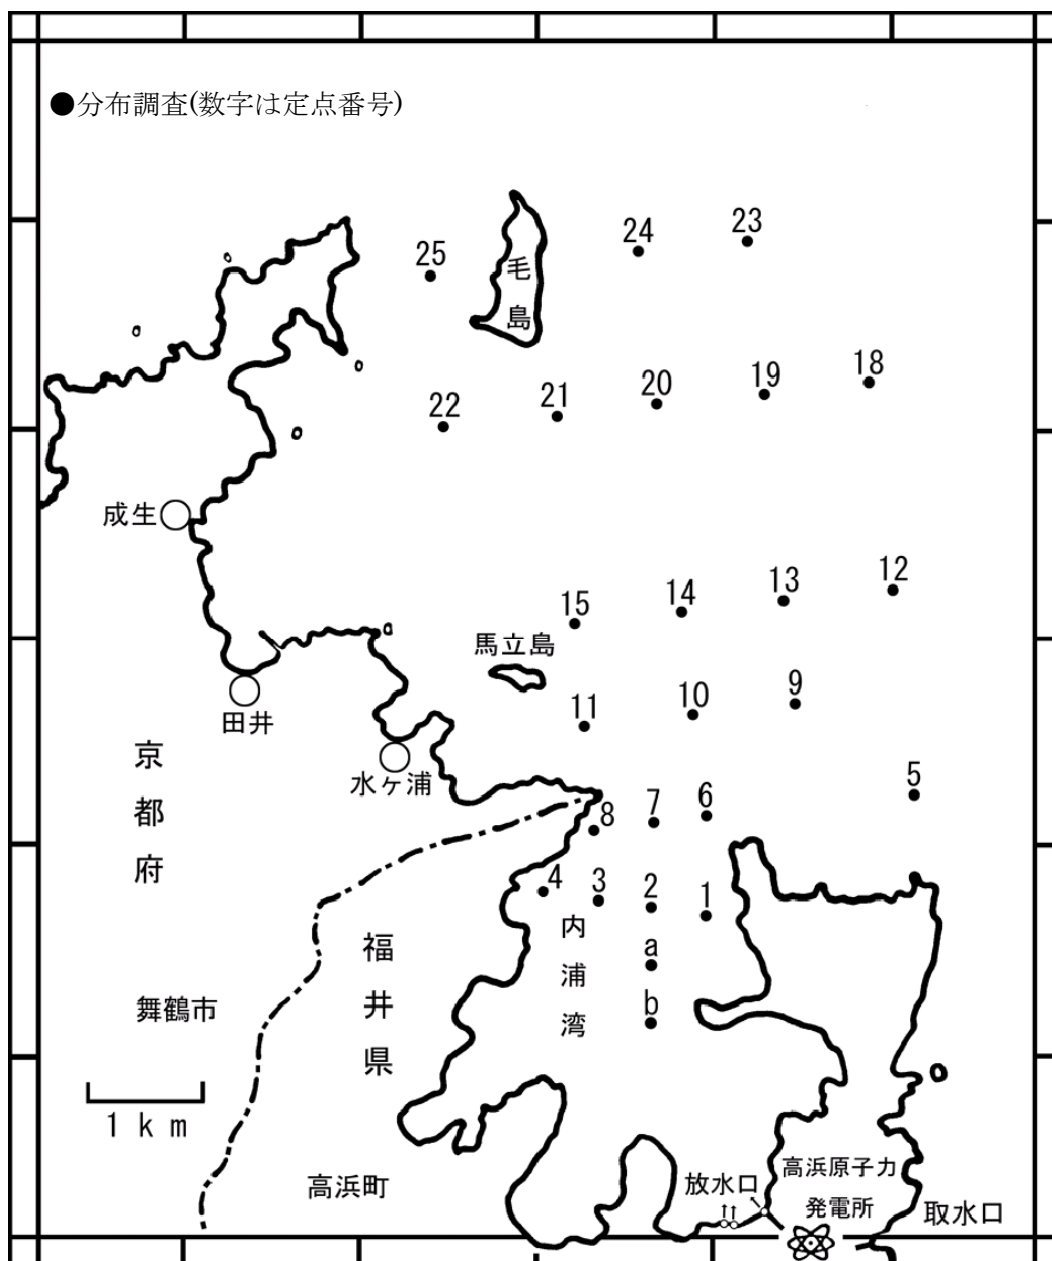 ●分布調査(数字は定点番号)
23
24
25
毛島
18
19
20
21
22
成生
12
13
14
15
馬立島
9
10
11
田井
京都府
水ヶ浦
5
6
7
8
4
3
2
1
内浦湾
a
b
福井県
舞鶴市
1km
高浜町
放水口
↑↑
高浜原子力
発電所
取水口